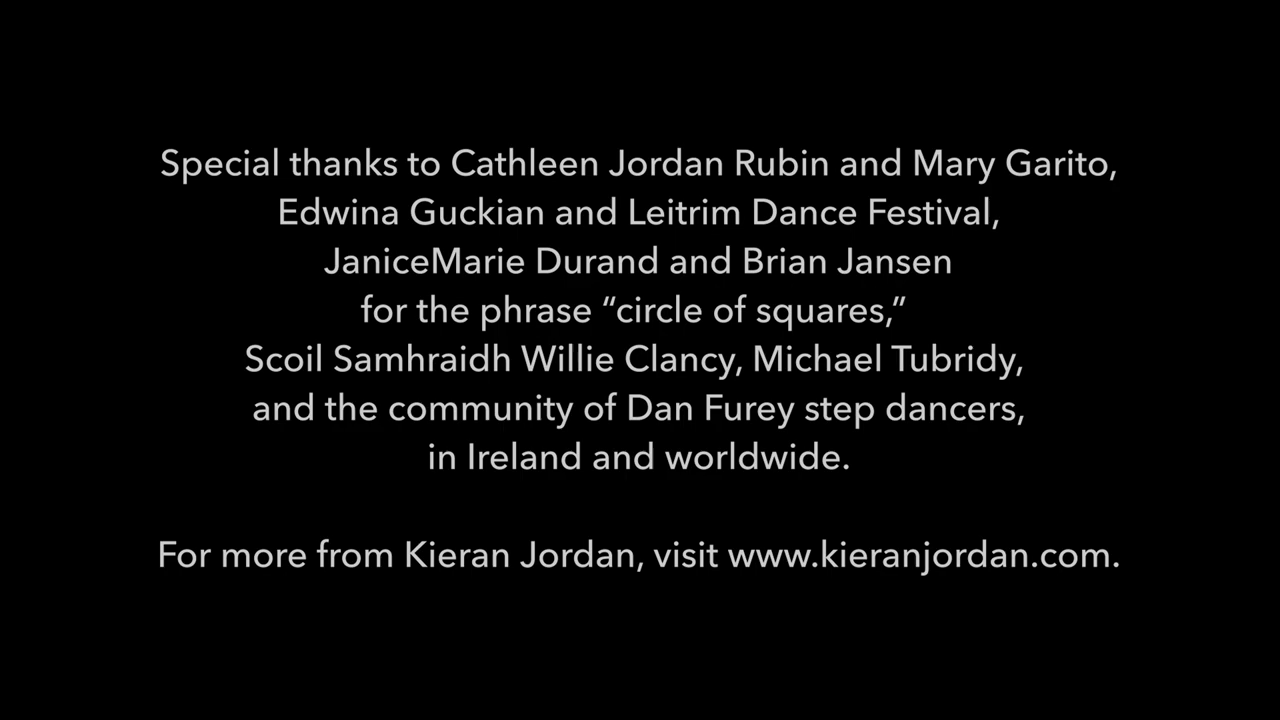 Special thanks to Cathleen Jordan Rubin and Mary Garito,
Edwina Guckian and Leitrim Dance Festival,
JaniceMarie Durand and Brian Jansen
for the phrase “circle of squares,”
Scoil Samhraidh Willie Clancy, Michael Tubridy,
and the community of Dan Furey step dancers,
in Ireland and worldwide.
For more from Kieran Jordan, visit www.kieranjordan.com.